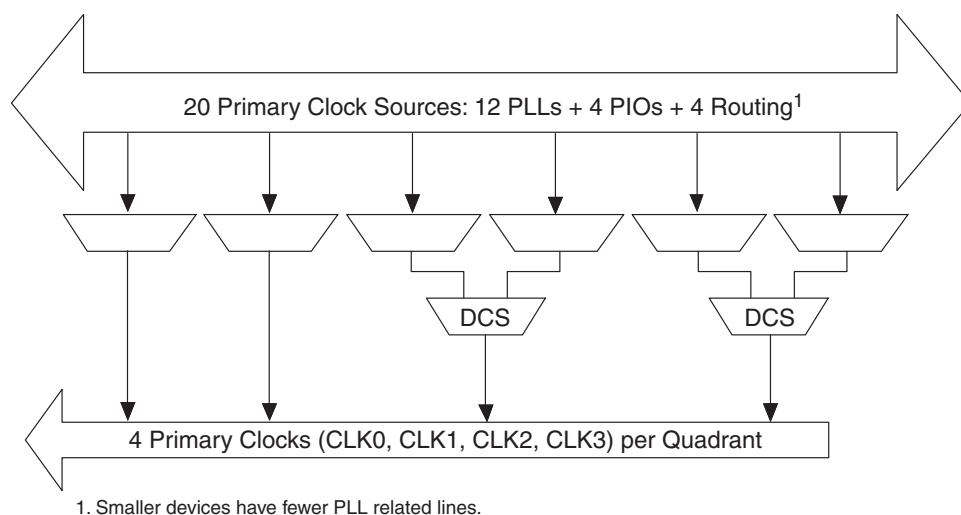 20 Primary Clock Sources: 12 PLLs + 4 PIOs + 4 Routing1
DCS
DCS
4 Primary Clocks (CLK0, CLK1, CLK2, CLK3) per Quadrant
1. Smaller devices have fewer PLL related lines.